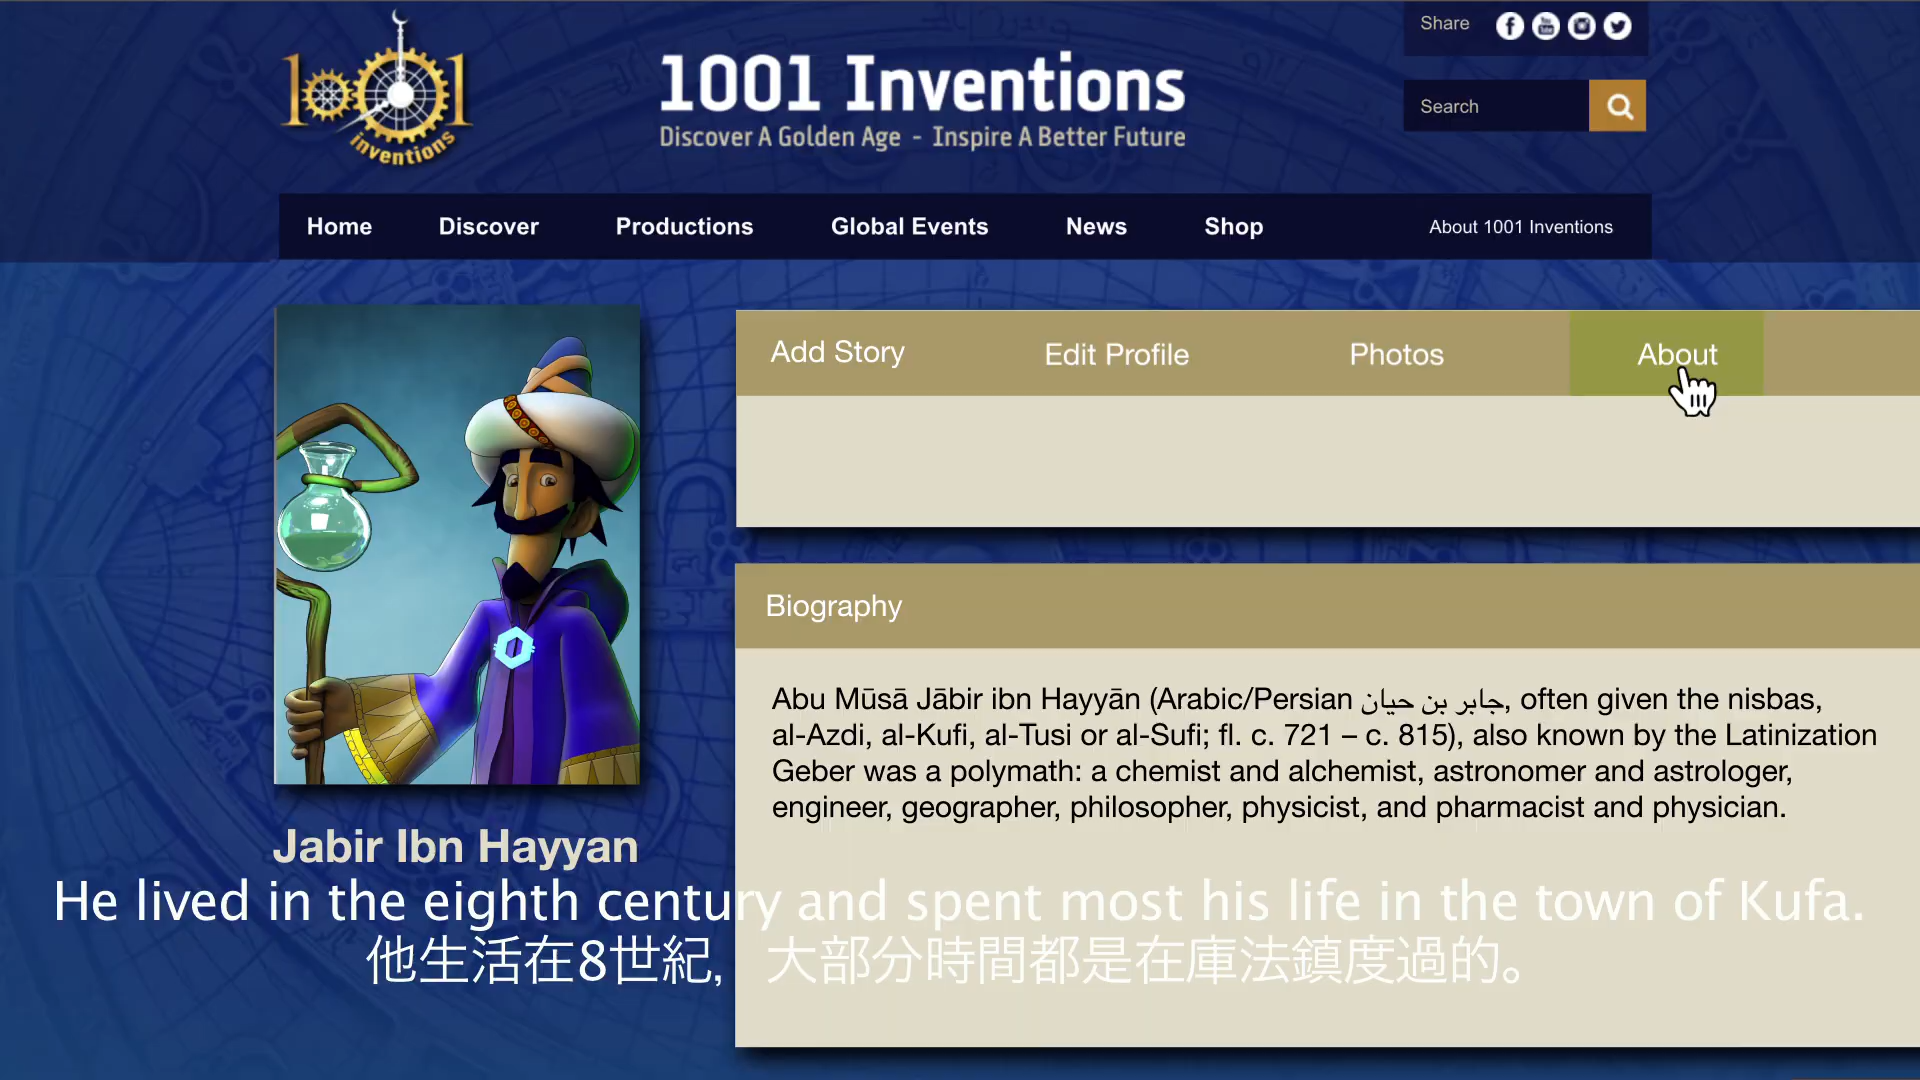 1001
inventions
1001 Inventions
Discover A Golden Age - Inspire A Better Future
Share
You Tube
Search
Home
Discover
Productions
Global Events
News
Shop
About 1001 Inventions
Add Story
Edit Profile
Photos
About
Biography
Abu Mūsā Jābir ibn Hayyān (Arabic/Persian جابر بن حیان, often given the nisbas,
al-Azdi, al-Kufi, al-Tusi or al-Sufi; fl. c. 721 – c. 815), also known by the Latinization
Geber was a polymath: a chemist and alchemist, astronomer and astrologer,
engineer, geographer, philosopher, physicist, and pharmacist and physician.
Jabir Ibn Hayyan
He lived in the eighth century and spent most his life in the town of Kufa.
他生活在8世紀, 大部分時間都是在庫法鎮度過的。